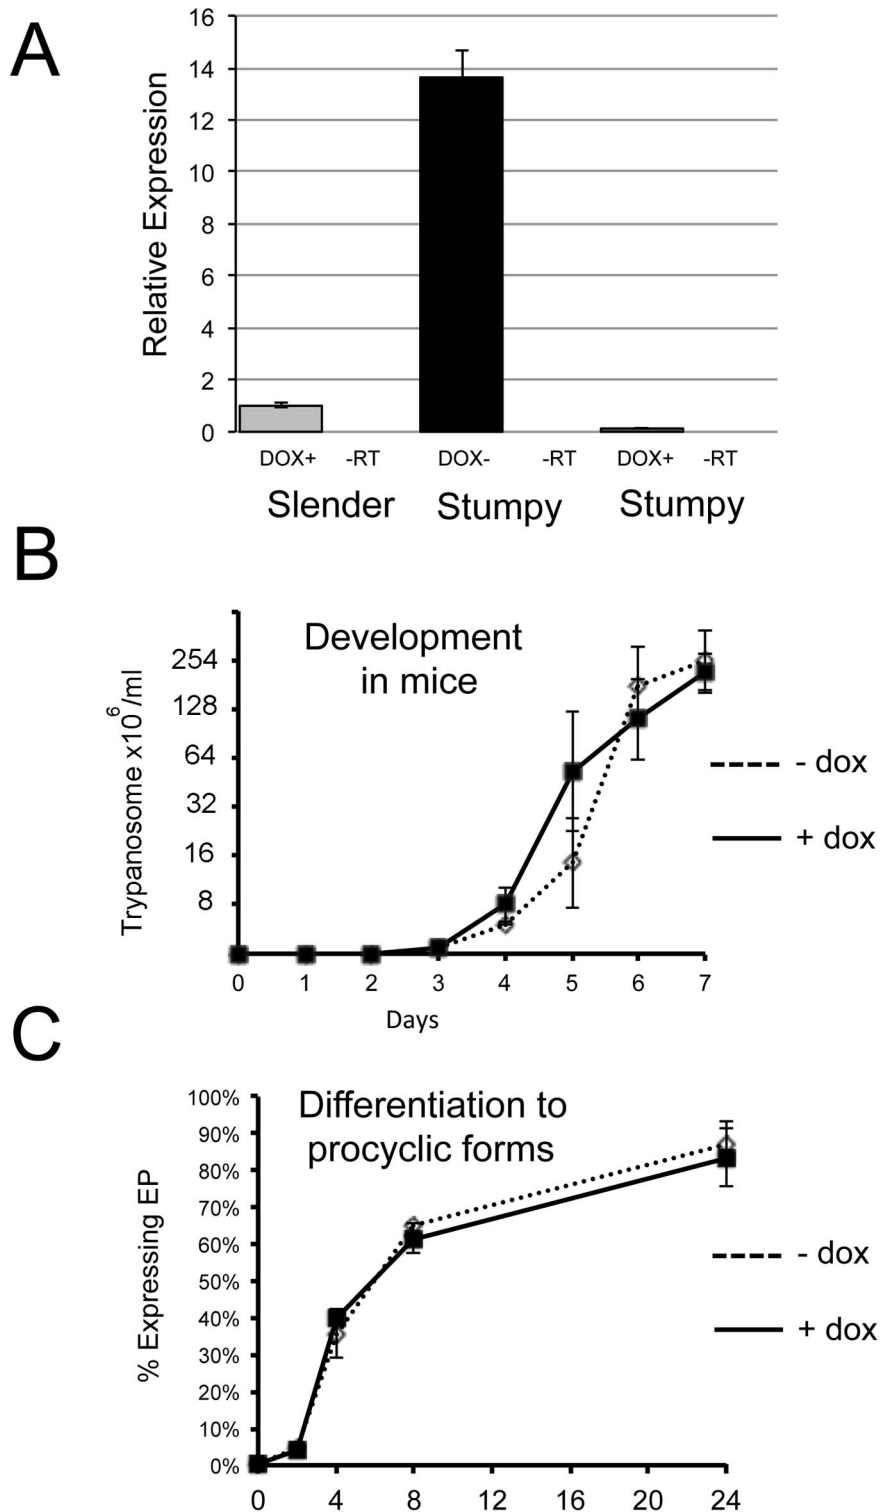 A
Relative Expression
16
14
12
10
8
6
4
2
0
DOX+ -RT DOX- -RT DOX+ -RT
Slender Stumpy Stumpy
B
Development
in mice
Trypanosome x10⁶/ml
254
128
64
32
16
8
0 1 2 3 4 5 6 7
Days
- dox
+ dox
C
Differentiation to
procyclic forms
% Expressing EP
100%
90%
80%
70%
60%
50%
40%
30%
20%
10%
0%
0 4 8 12 16 20 24
- dox
+ dox